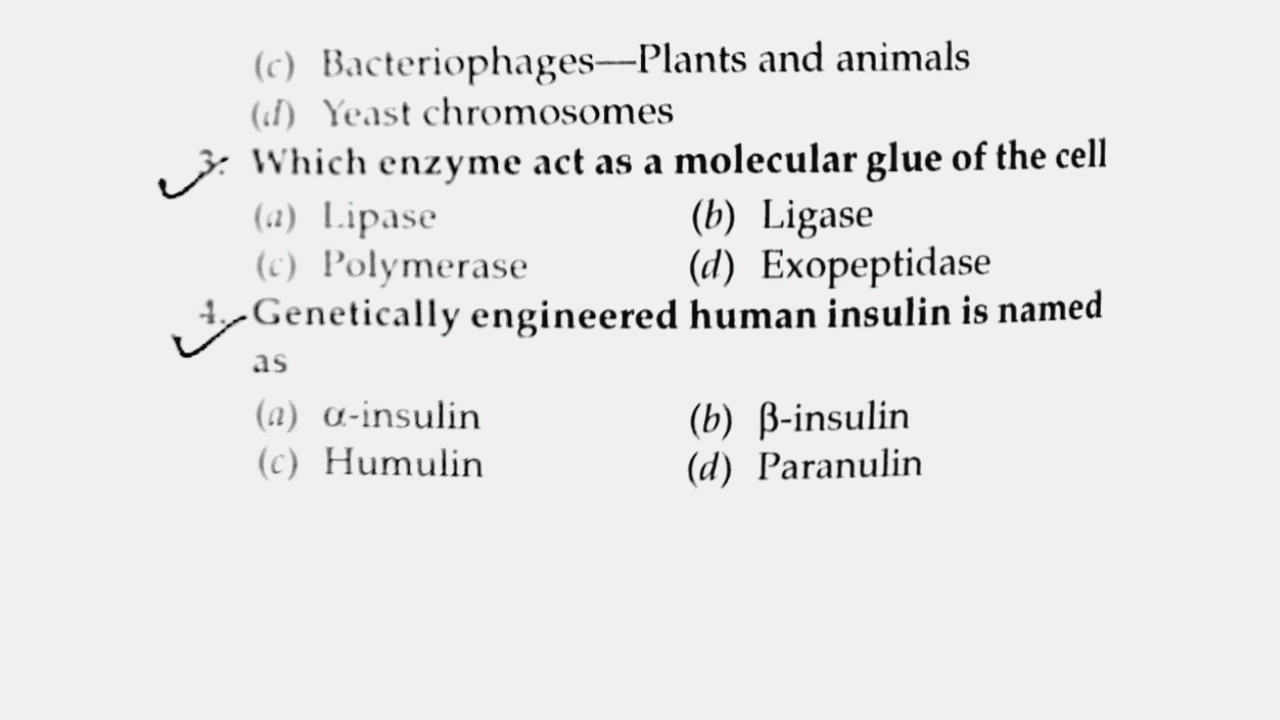 (c) Bacteriophages—Plants and animals
(d) Yeast chromosomes
3. Which enzyme act as a molecular glue of the cell
(a) Lipase (b) Ligase
(c) Polymerase (d) Exopeptidase
4. Genetically engineered human insulin is named
as
(a) α-insulin (b) β-insulin
(c) Humulin (d) Paranulin